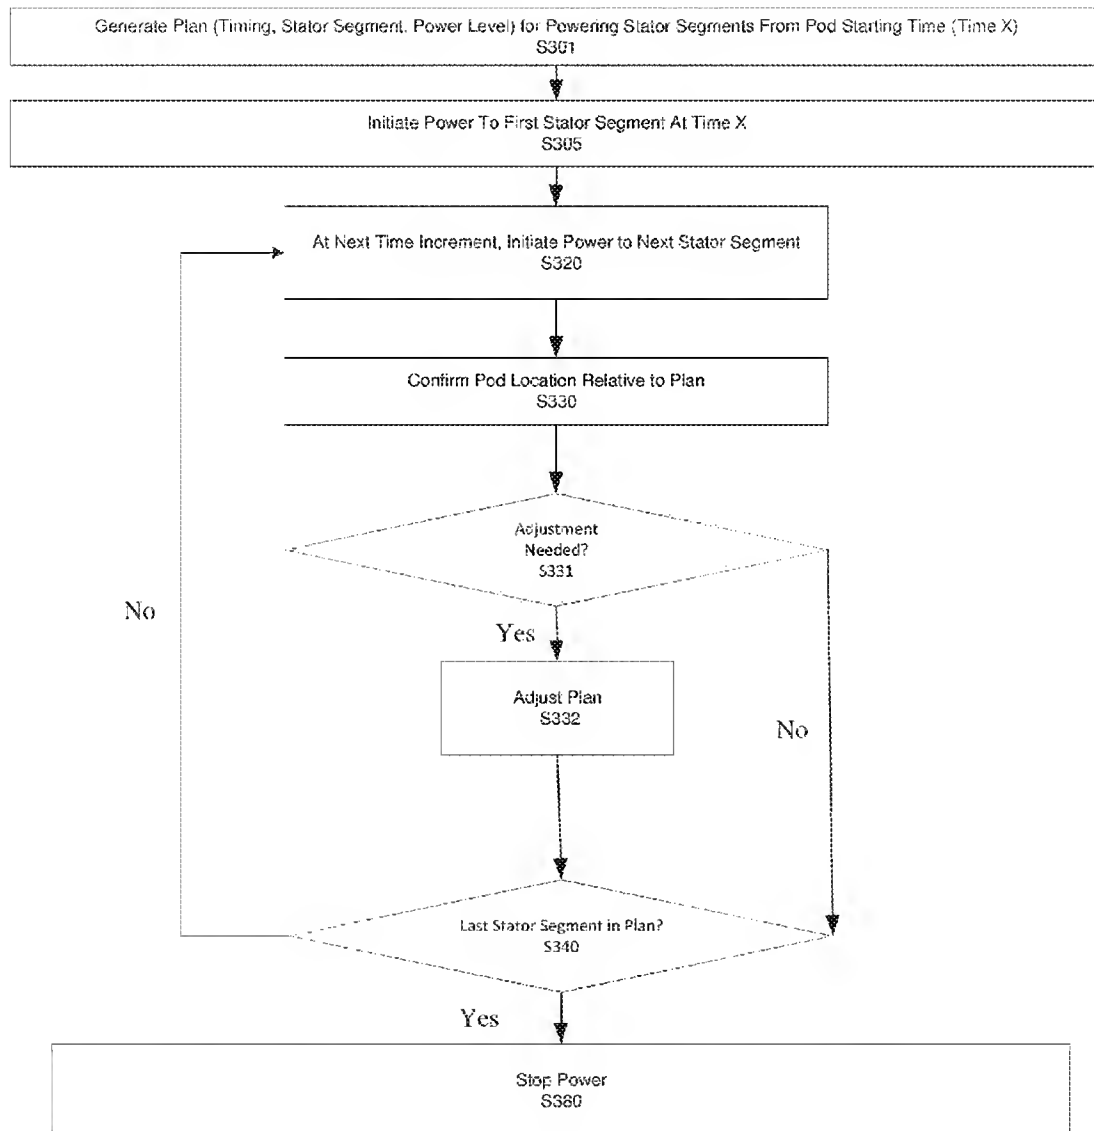 Generate Plan (Timing, Stator Segment, Power Level) for Powering Stator Segments From Pod Starting Time (Time X)
S301
Initiate Power To First Stator Segment At Time X
S305
At Next Time Increment, Initiate Power to Next Stator Segment
S320
Confirm Pod Location Relative to Plan
S330
Adjustment
Needed?
S331
No
Yes
Adjust Plan
S332
No
Last Stator Segment in Plan?
S340
Yes
Stop Power
S360